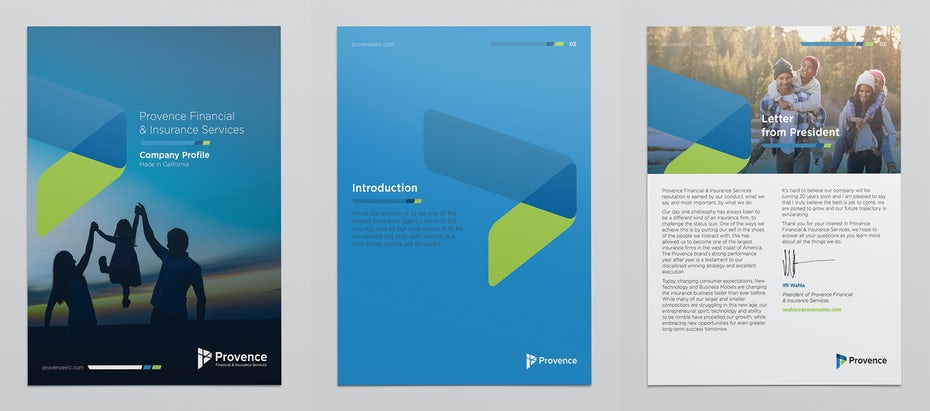 Provence Financial
& Insurance Services
Company Profile
Made in California
provenceinc.com
Provence
Financial & Insurance Services
provenceinc.com
02
Introduction
While our mission is to be one of the
largest insurance agency firms in the
country, one of our core values is to be
concerned not only with results, but
how those results are achieved.
Provence
provenceinc.com
03
Letter
from President
Provence Financial & Insurance Services
reputation is earned by our conduct, what we
say and most important, by what we do.
Our day one philosophy has always been to
be a different kind of an insurance firm, to
challenge the status quo. One of the ways we
achieve this is by putting our self in the shoes
of the people we interact with, this has
allowed us to become one of the largest
insurance firms in the west coast of America.
The Provence brand's strong performance
year after year is a testament to our
disciplined winning strategy and excellent
execution.
Today, changing consumer expectations, New
Technology and Business Models are changing
the insurance business faster than ever before.
While many of our larger and smaller
competitors are struggling in this new age, our
entrepreneurial spirit, technology and ability
to be nimble have propelled our growth, while
embracing new opportunities for even greater
long-term success tomorrow.
It's hard to believe our company will be
turning 20 years soon and I am pleased to say
that I truly believe the best is yet to come, we
are poised to grow and our future trajectory is
exhilarating.
Thank you for your interest in Provence
Financial & Insurance Services, we hope to
answer all your questions as you learn more
about all the things we do.
Iffi Wahla
President of Provence Financial
& Insurance Services
iwahla@provenceinc.com
Provence